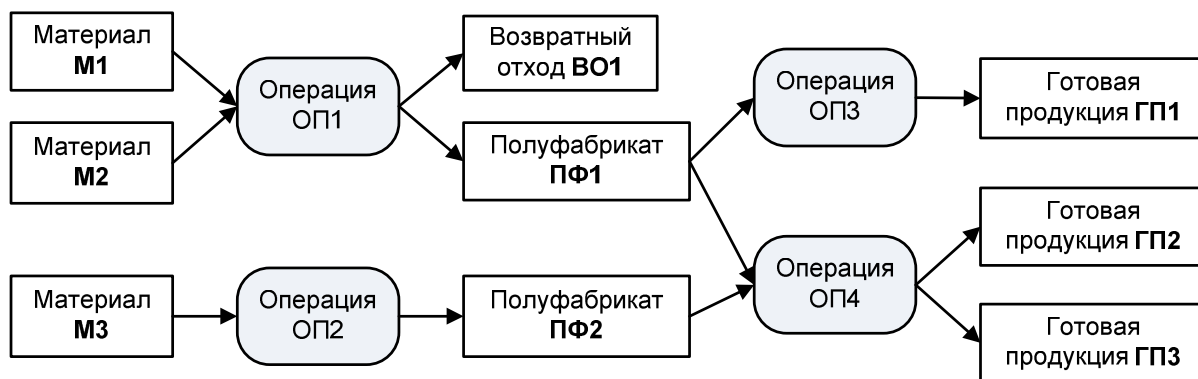 Материал
М1
Материал
М2
Материал
М3
Операция
ОП1
Операция
ОП2
Возвратный
отход ВО1
Полуфабрикат
ПФ1
Полуфабрикат
ПФ2
Операция
ОП3
Операция
ОП4
Готовая
продукция ГП1
Готовая
продукция ГП2
Готовая
продукция ГП3